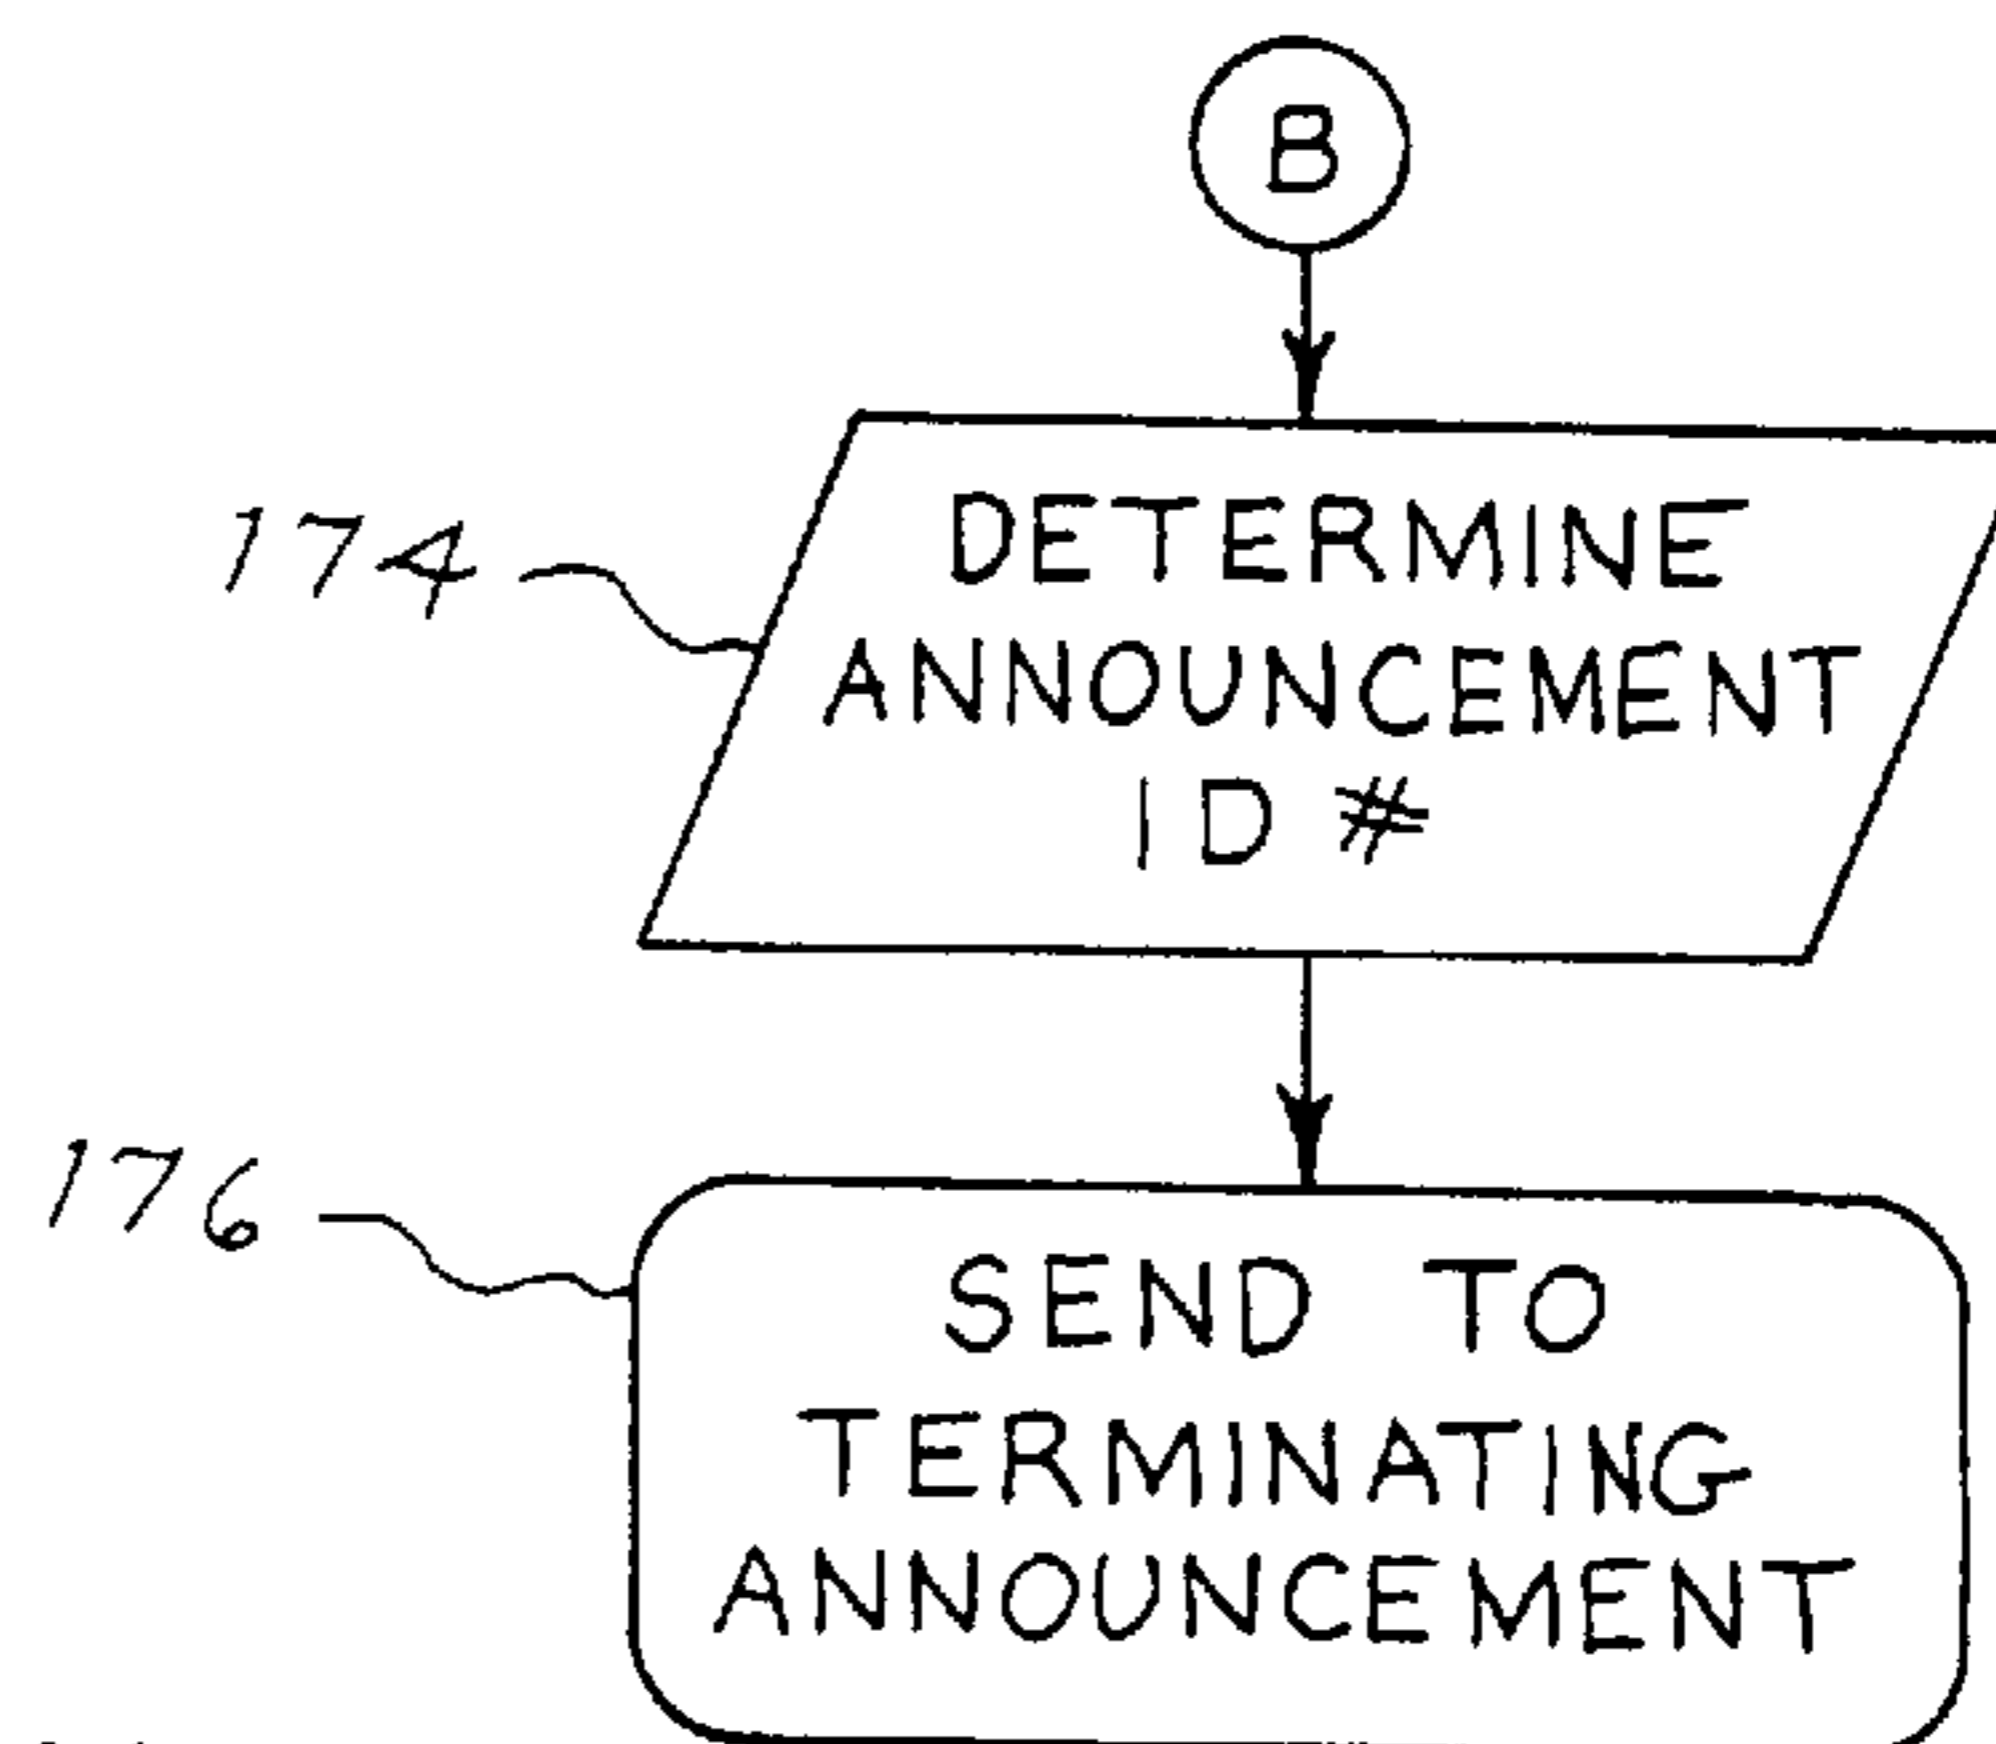 B
174
DETERMINE
ANNOUNCEMENT
ID #
176
SEND TO
TERMINATING
ANNOUNCEMENT